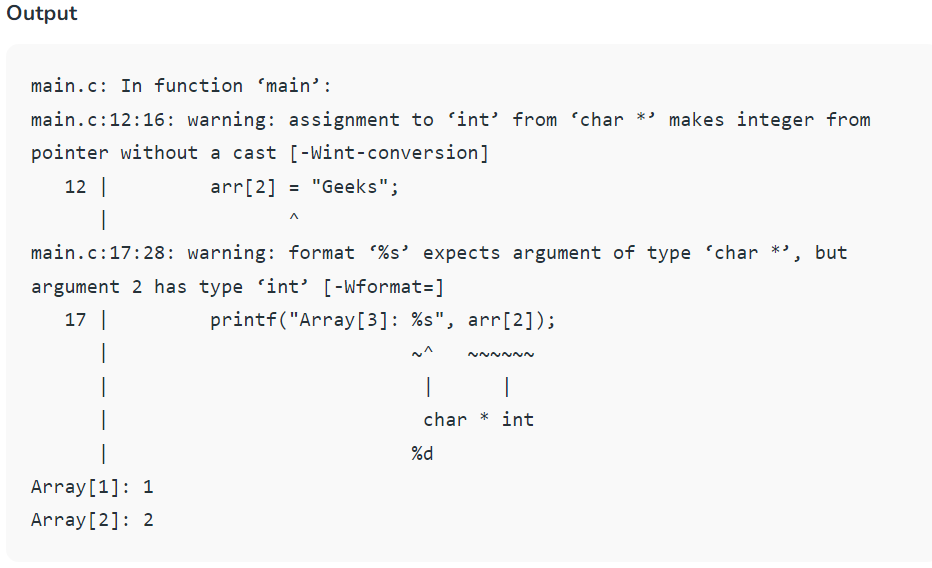 Output
main.c: In function ‘main’:
main.c:12:16: warning: assignment to ‘int’ from ‘char *’ makes integer from
pointer without a cast [-Wint-conversion]
   12 |         arr[2] = "Geeks";
      |                ^
main.c:17:28: warning: format ‘%s’ expects argument of type ‘char *’, but
argument 2 has type ‘int’ [-Wformat=]
   17 |         printf("Array[3]: %s", arr[2]);
      |                           ~^   ~~~~~~
      |                            |      |
      |                            char * int
      |                           %d
Array[1]: 1
Array[2]: 2